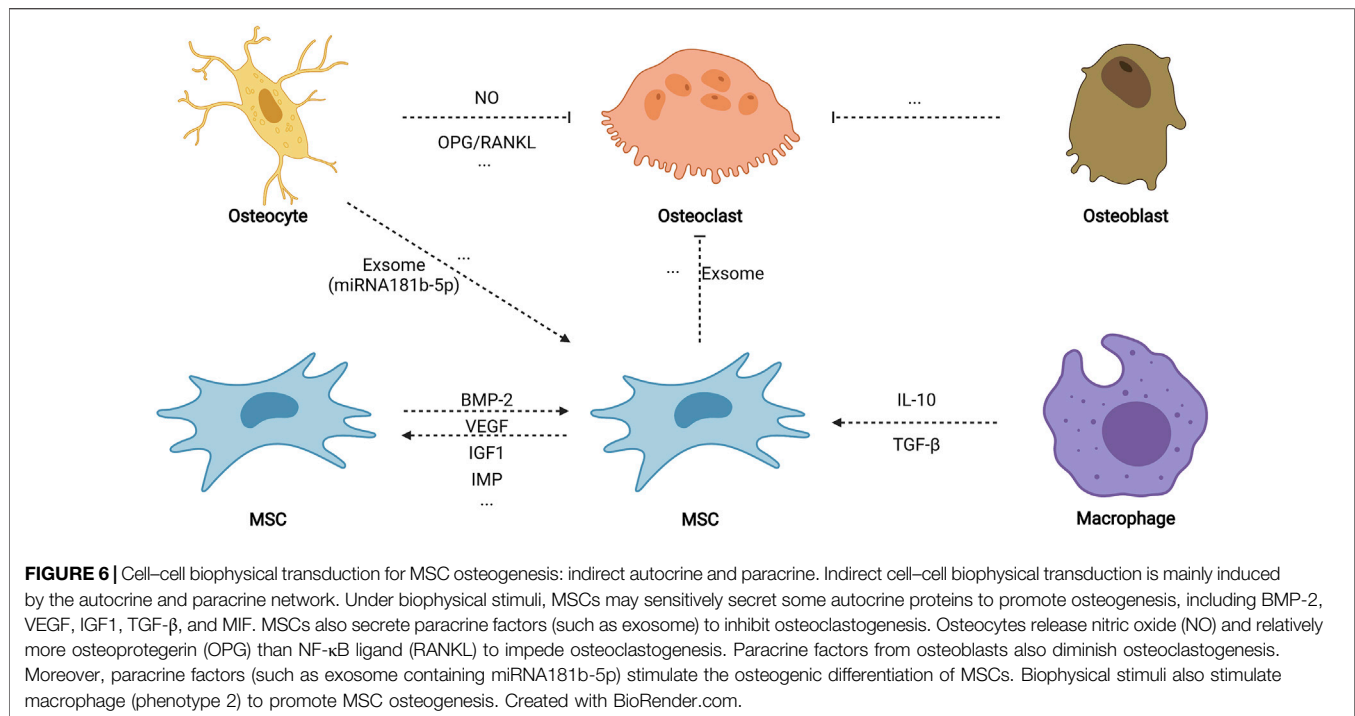 NO
OPG/RANKL
...
...
Osteocyte
Osteoclast
Osteoblast
...
Exsome
(miRNA181b-5p)
...
Exsome
BMP-2
VEGF
IGF1
IMP
...
IL-10
TGF-β
MSC
MSC
Macrophage
FIGURE 6 | Cell–cell biophysical transduction for MSC osteogenesis: indirect autocrine and paracrine. Indirect cell–cell biophysical transduction is mainly induced
by the autocrine and paracrine network. Under biophysical stimuli, MSCs may sensitively secret some autocrine proteins to promote osteogenesis, including BMP-2,
VEGF, IGF1, TGF-β, and MIF. MSCs also secrete paracrine factors (such as exosome) to inhibit osteoclastogenesis. Osteocytes release nitric oxide (NO) and relatively
more osteoprotegerin (OPG) than NF-κB ligand (RANKL) to impede osteoclastogenesis. Paracrine factors from osteoblasts also diminish osteoclastogenesis.
Moreover, paracrine factors (such as exosome containing miRNA181b-5p) stimulate the osteogenic differentiation of MSCs. Biophysical stimuli also stimulate
macrophage (phenotype 2) to promote MSC osteogenesis. Created with BioRender.com.